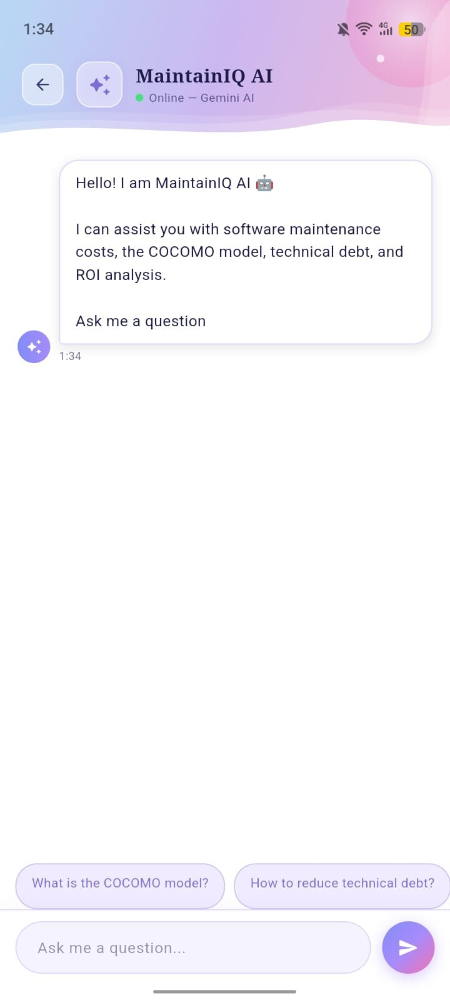 1:34
4G
50
MaintainIQ AI
Online — Gemini AI
Hello! I am MaintainIQ AI 🤖
I can assist you with software maintenance
costs, the COCOMO model, technical debt, and
ROI analysis.
Ask me a question
1:34
What is the COCOMO model?
How to reduce technical debt?
Ask me a question...